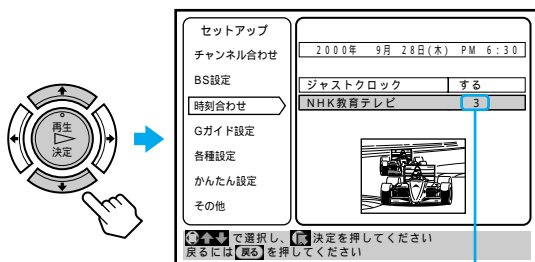 再生
決定
セットアップ
チャンネル合わせ
BS設定
時刻合わせ
Gガイド設定
各種設定
かんたん設定
その他
2000年 9月 28日(木) PM 6:30
ジャストクロック する
NHK教育テレビ 3
で選択し、 決定を押してください
戻るには 戻る を押してください